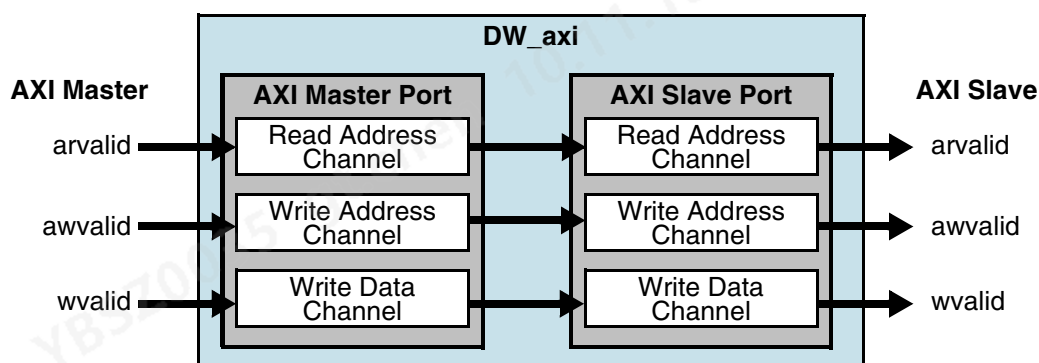 DW_axi
AXI Master
AXI Master Port
AXI Slave Port
AXI Slave
arvalid
Read Address
Channel
Read Address
Channel
arvalid
awvalid
Write Address
Channel
Write Address
Channel
awvalid
wvalid
Write Data
Channel
Write Data
Channel
wvalid